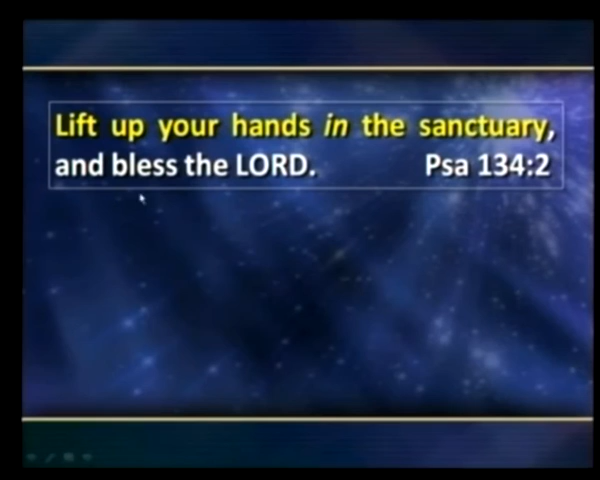 Lift up your hands in the sanctuary,
and bless the LORD. Psa 134:2